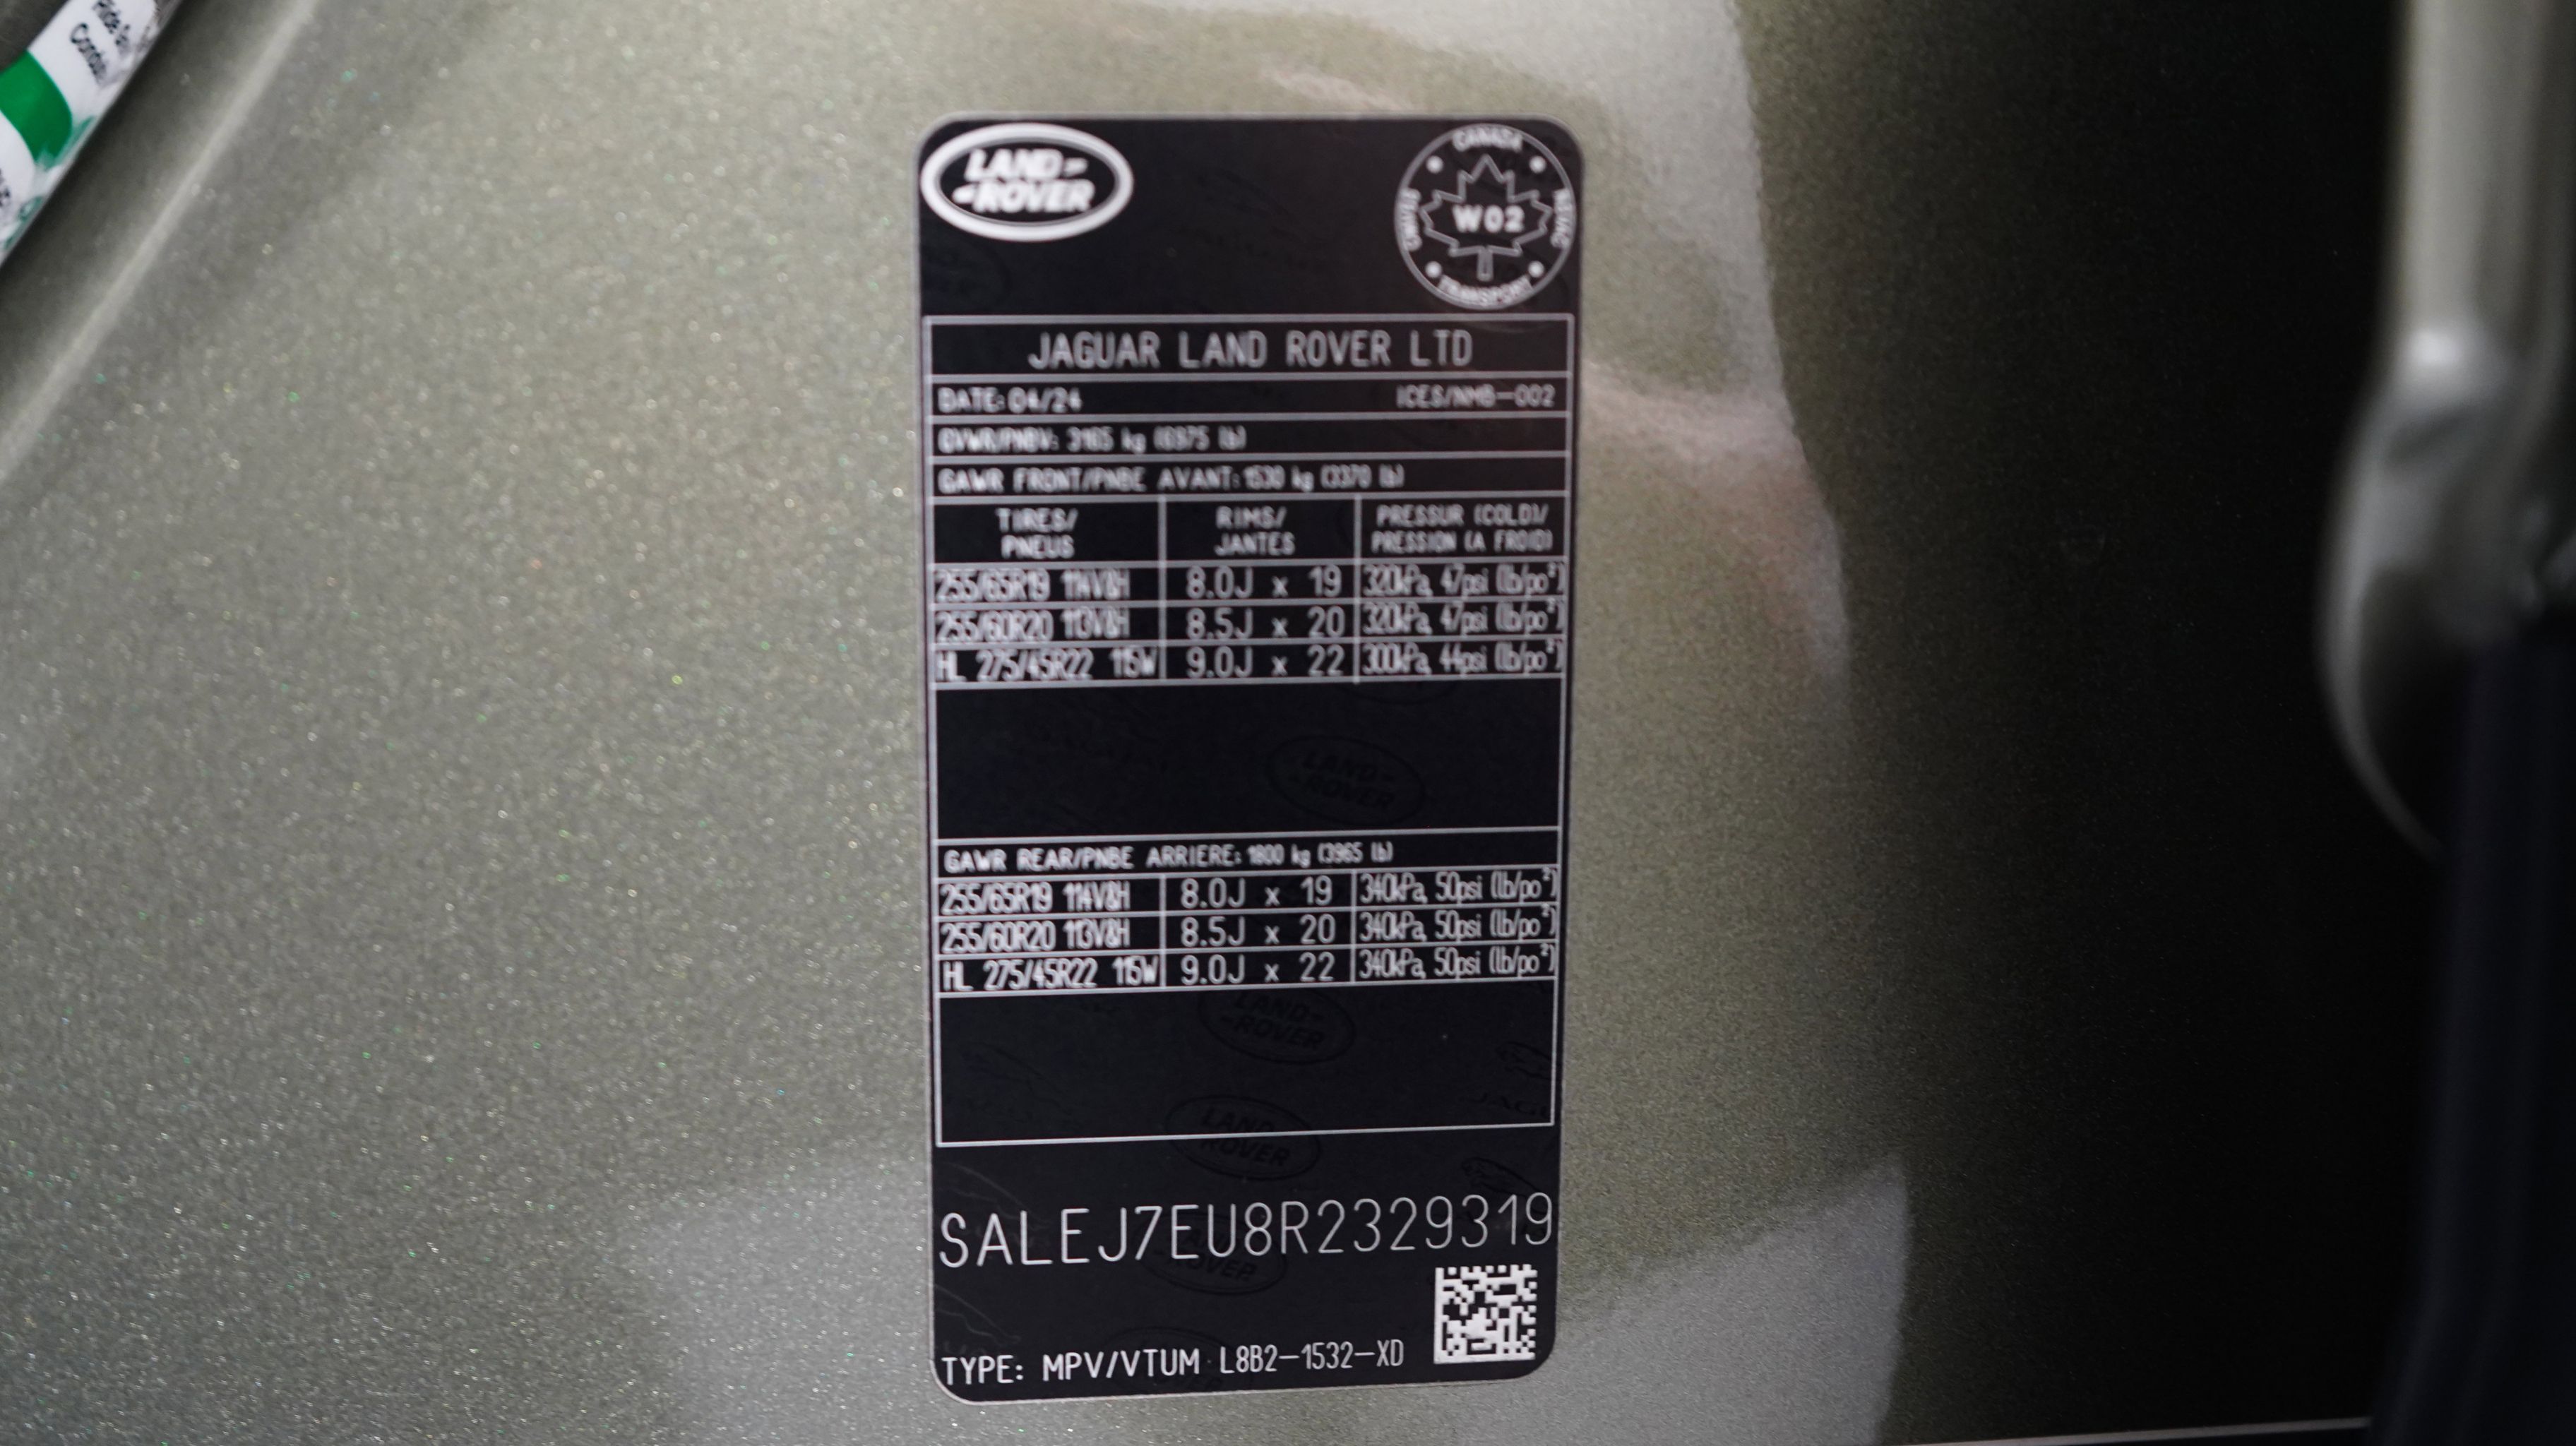 LAND-
-ROVER
CANADA
W02
TRANSPORT
JAGUAR LAND ROVER LTD
DATE: 04/24 ICES/NMB-002
GVWR/PNBV: 3165 kg (6975 lb)
GAWR FRONT/PNBE AVANT: 1530 kg (3370 lb)
TIRES/ RIMS/ PRESSUR (COLD)/
PNEUS JANTES PRESSION (A FROID)
255/65R19 114V&H 8.0J x 19 320kPa, 47psi (lb/po²)
255/60R20 113V&H 8.5J x 20 320kPa, 47psi (lb/po²)
HL 275/45R22 115W 9.0J x 22 300kPa, 44psi (lb/po²)
GAWR REAR/PNBE ARRIERE: 1800 kg (3965 lb)
255/65R19 114V&H 8.0J x 19 340kPa, 50psi (lb/po²)
255/60R20 113V&H 8.5J x 20 340kPa, 50psi (lb/po²)
HL 275/45R22 115W 9.0J x 22 340kPa, 50psi (lb/po²)
SALEJ7EU8R2329319
TYPE: MPV/VTUM L8B2-1532-XD